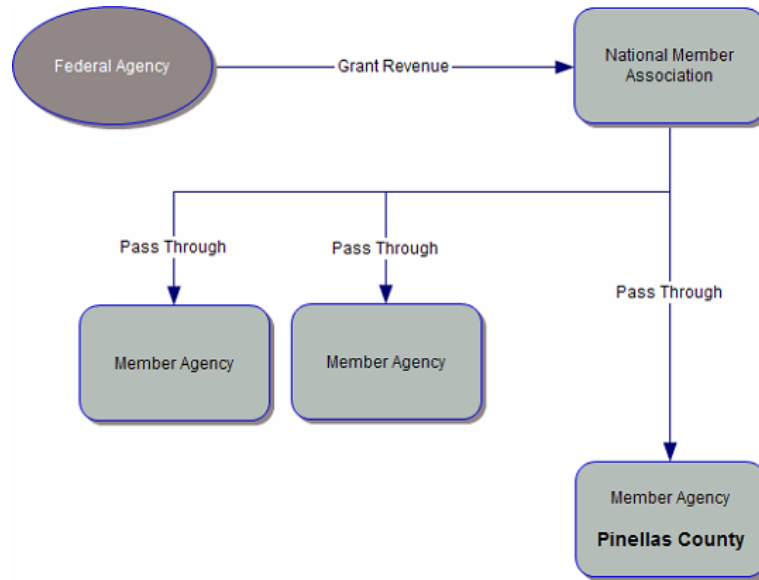 Federal Agency
Grant Revenue
National Member
Association
Pass Through
Pass Through
Pass Through
Member Agency
Member Agency
Member Agency
Pinellas County